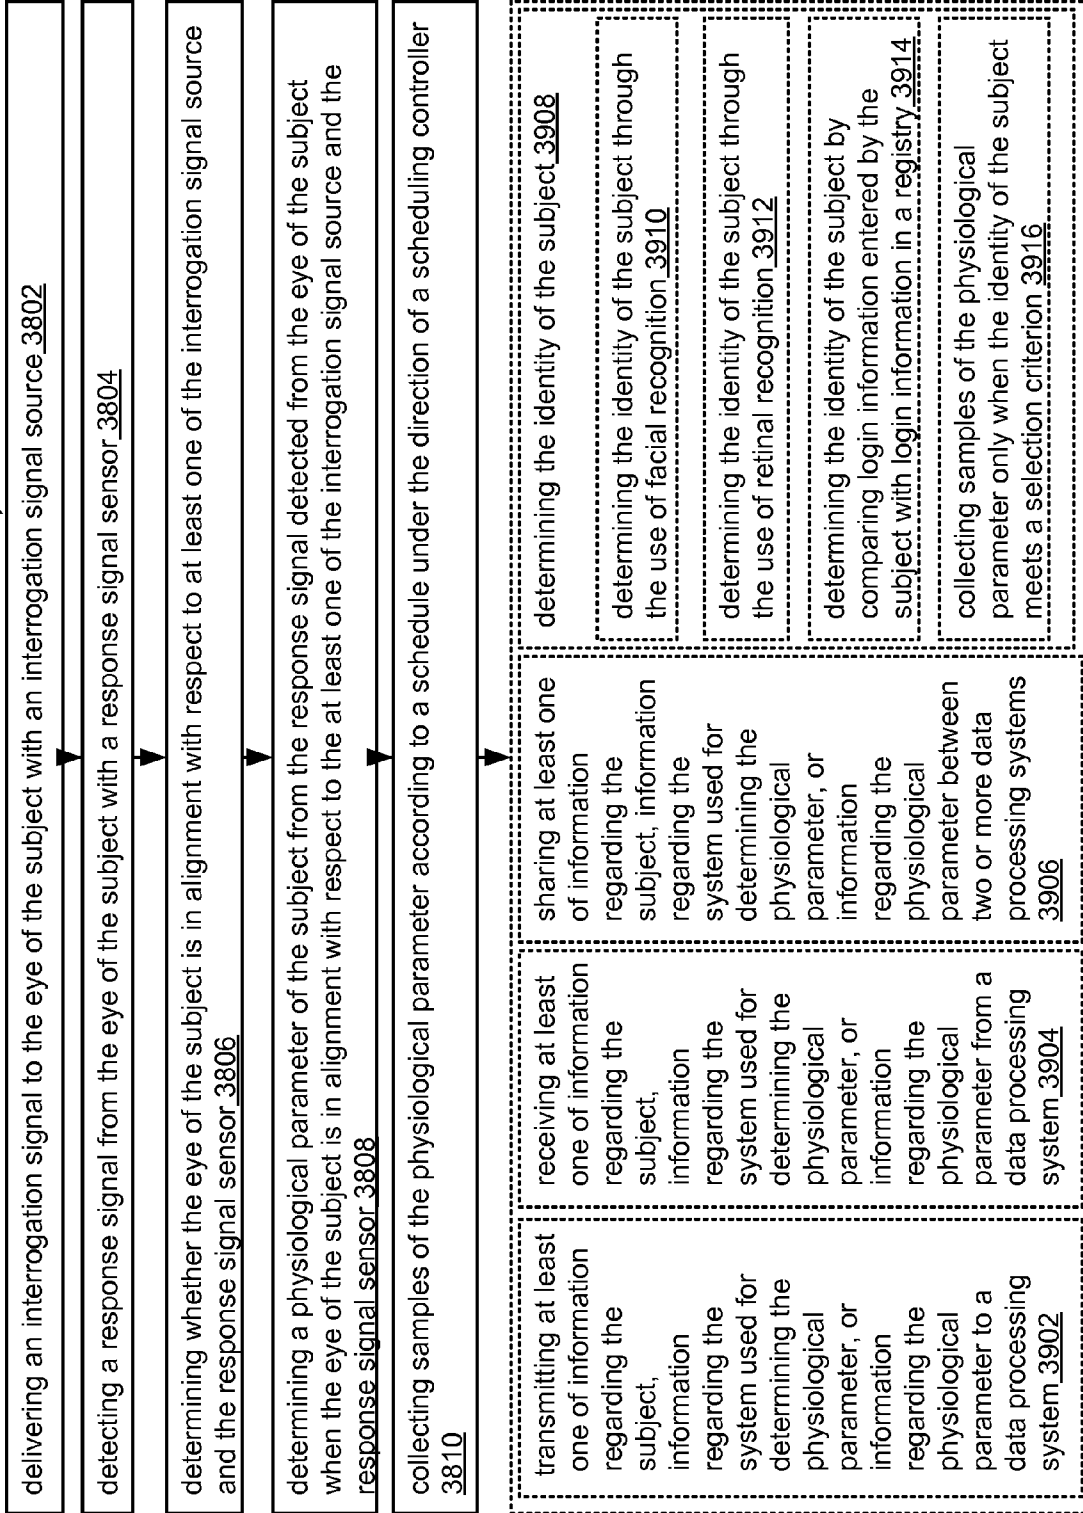 delivering an interrogation signal to the eye of the subject with an interrogation signal source 3802
detecting a response signal from the eye of the subject with a response signal sensor 3804
determining whether the eye of the subject is in alignment with respect to at least one of the interrogation signal source
and the response signal sensor 3806
determining a physiological parameter of the subject from the response signal detected from the eye of the subject
when the eye of the subject is in alignment with respect to the at least one of the interrogation signal source and the
response signal sensor 3808
collecting samples of the physiological parameter according to a schedule under the direction of a scheduling controller
3810
transmitting at least
one of information
regarding the
subject,
information
regarding the
system used for
determining the
physiological
parameter, or
information
regarding the
physiological
parameter to a
data processing
system 3902
receiving at least
one of information
regarding the
subject,
information
regarding the
system used for
determining the
physiological
parameter, or
information
regarding the
physiological
parameter from a
data processing
system 3904
sharing at least one
of information
regarding the
subject, information
regarding the
system used for
determining the
physiological
parameter, or
information
regarding the
physiological
parameter between
two or more data
processing systems
3906
determining the identity of the subject 3908
determining the identity of the subject through
the use of facial recognition 3910
determining the identity of the subject through
the use of retinal recognition 3912
determining the identity of the subject by
comparing login information entered by the
subject with login information in a registry 3914
collecting samples of the physiological
parameter only when the identity of the subject
meets a selection criterion 3916